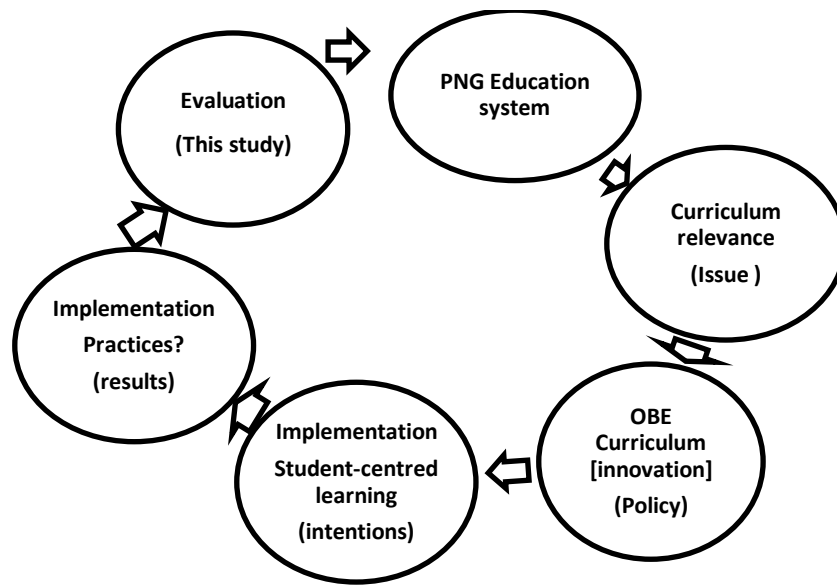 PNG Education
system
Curriculum
relevance
(Issue )
OBE
Curriculum
[innovation]
(Policy)
Implementation
Student-centred
learning
(intentions)
Implementation
Practices?
(results)
Evaluation
(This study)